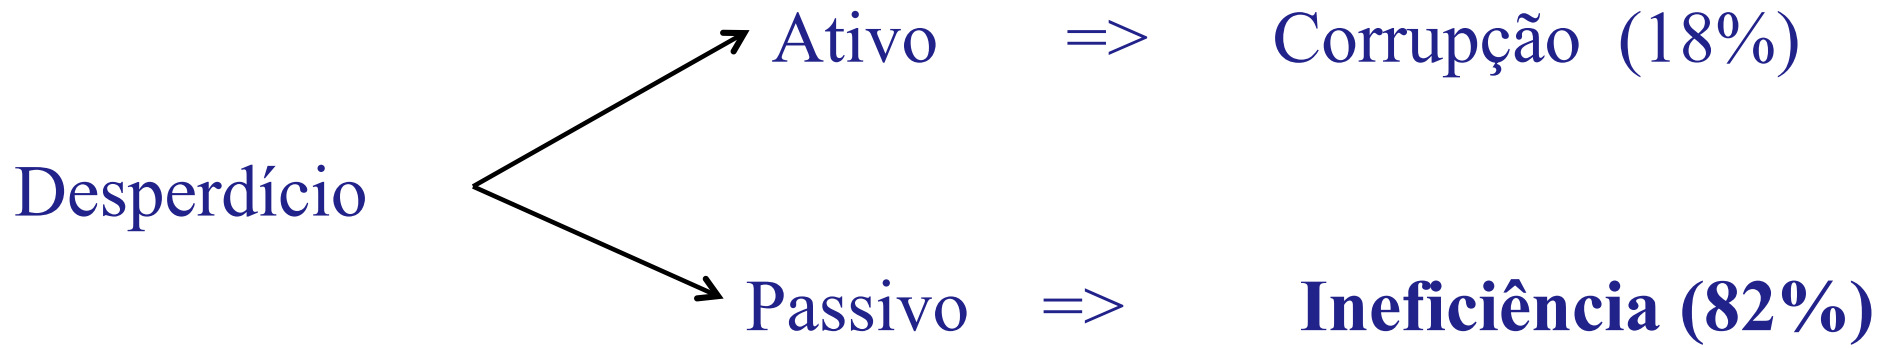 Ativo => Corrupção (18%)
Desperdício
Passivo => Ineficiência (82%)